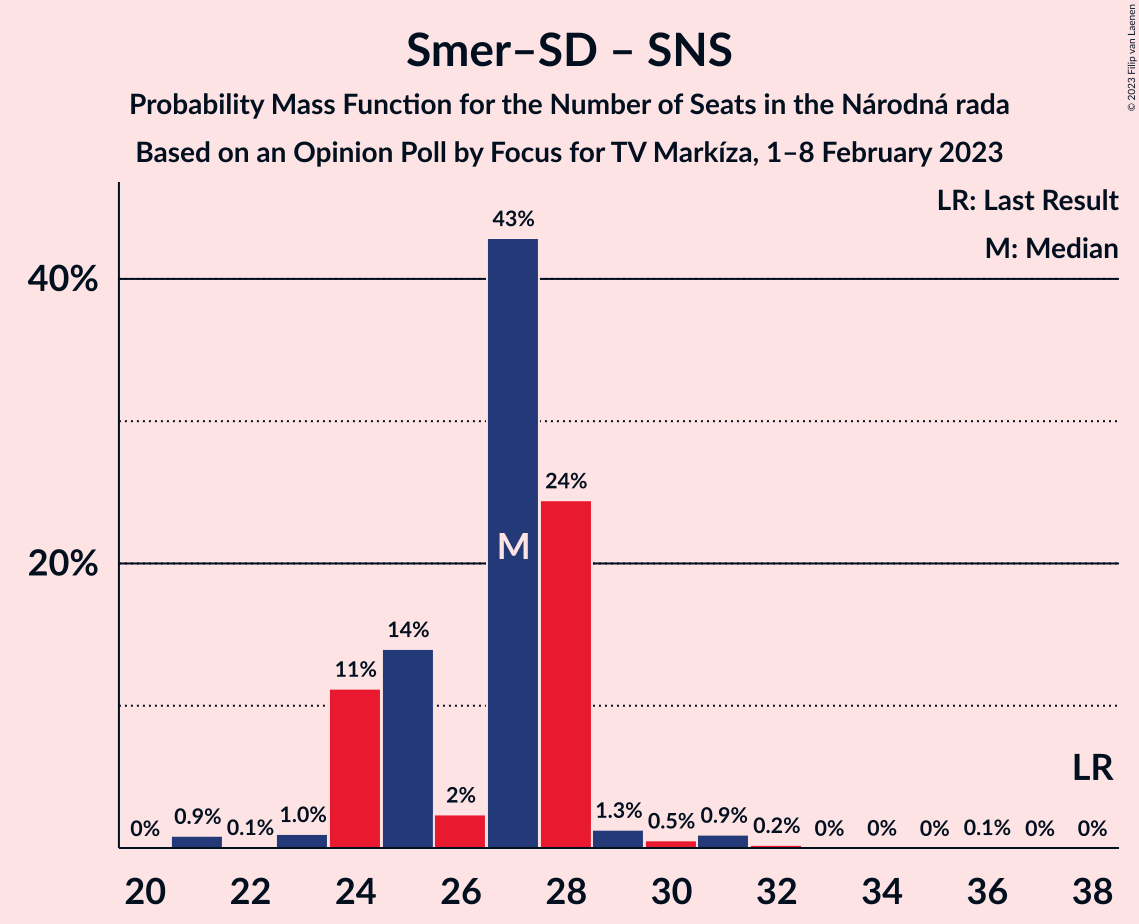 Smer–SD – SNS
Probability Mass Function for the Number of Seats in the Národná rada
Based on an Opinion Poll by Focus for TV Markíza, 1–8 February 2023
© 2023 Filip van Laenen
LR: Last Result
M: Median
40%
20%
0%
0.9%
0.1%
1.0%
11%
14%
2%
43%
24%
1.3%
0.5%
0.9%
0.2%
0%
0%
0%
0.1%
0%
0%
M
LR
20 22 24 26 28 30 32 34 36 38